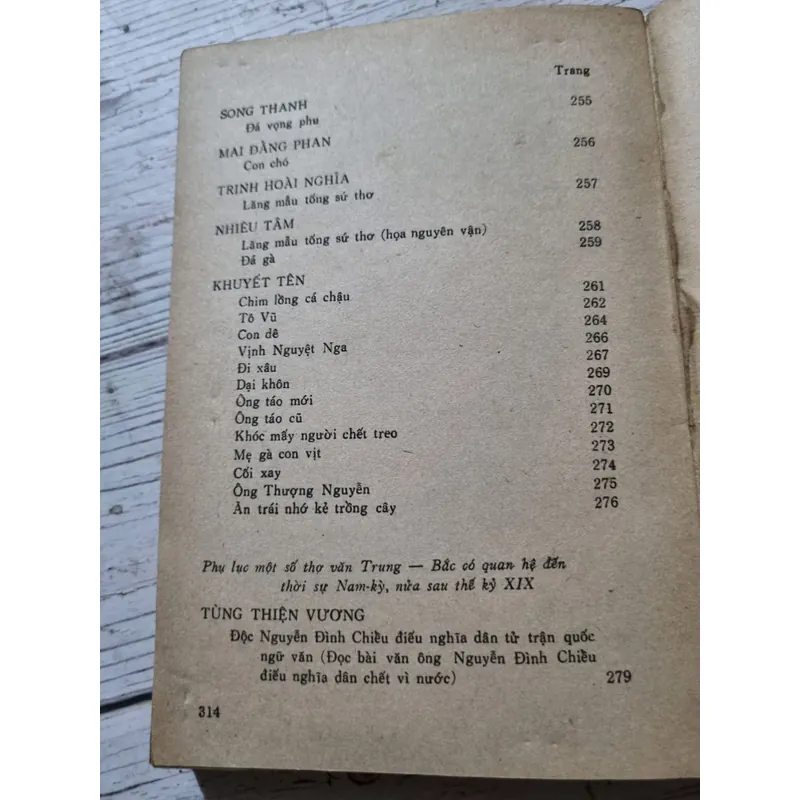 Trang
SONG THANH
Đá vọng phu 255
MAI ĐẰNG PHAN
Con chó 256
TRỊNH HOÀI NGHĨA
Lăng mẫu tống sứ thơ 257
NHIÊU TÂM
Lăng mẫu tống sứ thơ (họa nguyên vận) 258
Đá gà 259
KHUYẾT TÊN
Chim lồng cá chậu 261
Tô Vũ 262
Con dê 264
Vịnh Nguyệt Nga 266
Đi xâu 267
Dại khôn 269
Ông táo mới 270
Ông táo cũ 271
Khóc mấy người chết treo 272
Mẹ gà con vịt 273
Cối xay 274
Ông Thượng Nguyễn 275
Ăn trái nhớ kẻ trồng cây 276
Phụ lục một số thơ văn Trung — Bắc có quan hệ đến
thời sự Nam-kỳ, nửa sau thế kỷ XIX
TÙNG THIỆN VƯƠNG
Độc Nguyễn Đình Chiểu điếu nghĩa dân tử trận quốc
ngữ văn (Đọc bài văn ông Nguyễn Đình Chiểu
điếu nghĩa dân chết vì nước) 279
314